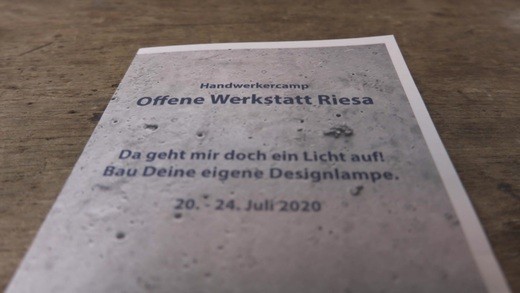 Handwerkercamp
Offene Werkstatt Riesa
Da geht mir doch ein Licht auf!
Bau Deine eigene Designlampe.
20. - 24. Juli 2020